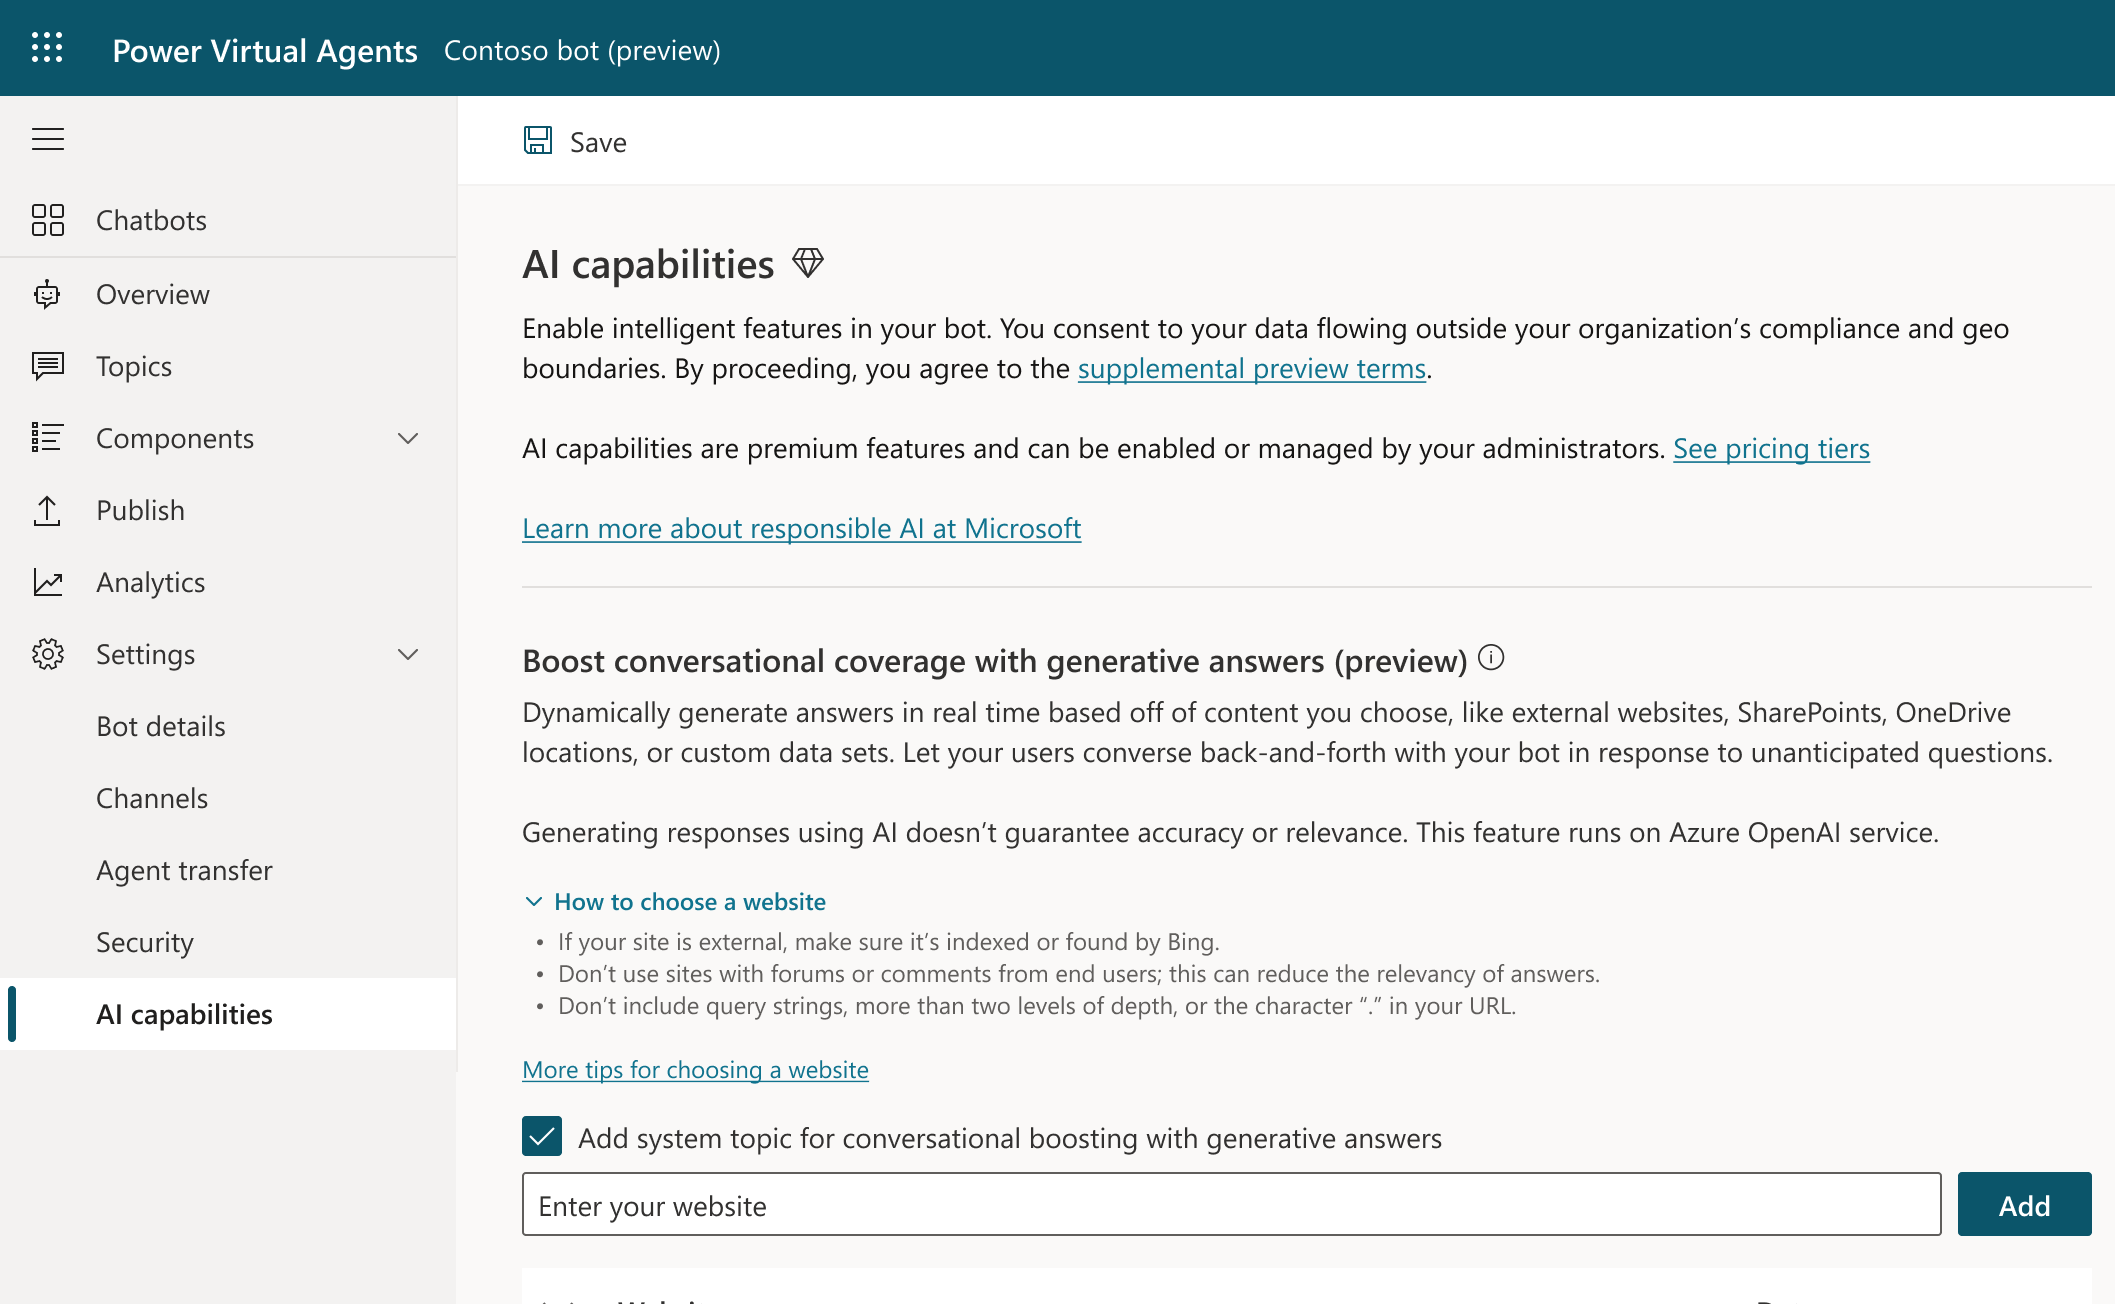 Power Virtual Agents Contoso bot (preview)
Save
Chatbots
Overview
Topics
Components
Publish
Analytics
Settings
Bot details
Channels
Agent transfer
Security
AI capabilities
AI capabilities
Enable intelligent features in your bot. You consent to your data flowing outside your organization’s compliance and geo
boundaries. By proceeding, you agree to the supplemental preview terms.
AI capabilities are premium features and can be enabled or managed by your administrators. See pricing tiers
Learn more about responsible AI at Microsoft
Boost conversational coverage with generative answers (preview)
Dynamically generate answers in real time based off of content you choose, like external websites, SharePoints, OneDrive
locations, or custom data sets. Let your users converse back-and-forth with your bot in response to unanticipated questions.
Generating responses using AI doesn’t guarantee accuracy or relevance. This feature runs on Azure OpenAI service.
How to choose a website
• If your site is external, make sure it’s indexed or found by Bing.
• Don’t use sites with forums or comments from end users; this can reduce the relevancy of answers.
• Don’t include query strings, more than two levels of depth, or the character “.” in your URL.
More tips for choosing a website
Add system topic for conversational boosting with generative answers
Enter your website
Add